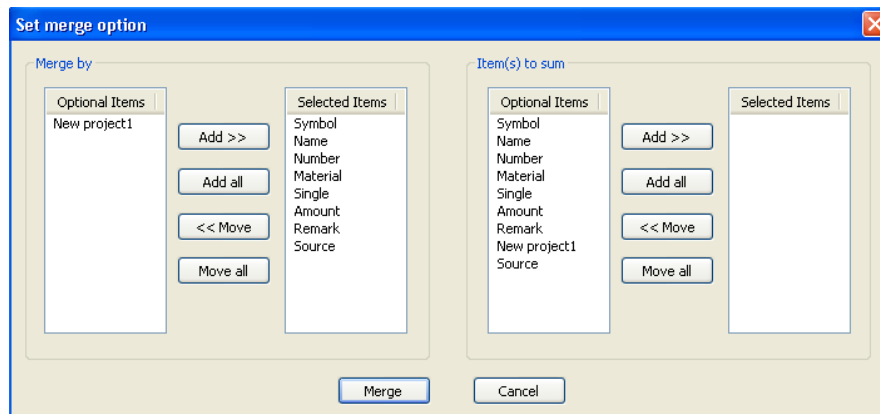 Set merge option
Merge by
Optional Items
New project1
Add >>
Add all
<< Move
Move all
Selected Items
Symbol
Name
Number
Material
Single
Amount
Remark
Source
Item(s) to sum
Optional Items
Symbol
Name
Number
Material
Single
Amount
Remark
New project1
Source
Add >>
Add all
<< Move
Move all
Selected Items
Merge
Cancel